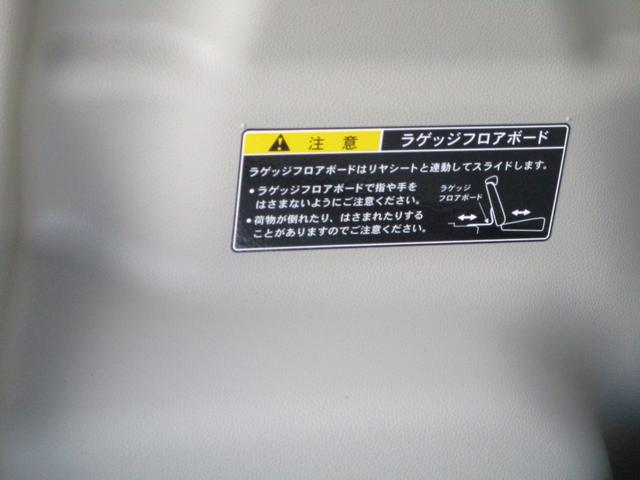 注意 ラゲッジフロアボード
ラゲッジフロアボードはリヤシートと連動してスライドします。
• ラゲッジフロアボードで指や手を
はさまないようにご注意ください。
• 荷物が倒れたり、はさまれたりする
ことがありますのでご注意ください。
ラゲッジ
フロアボード